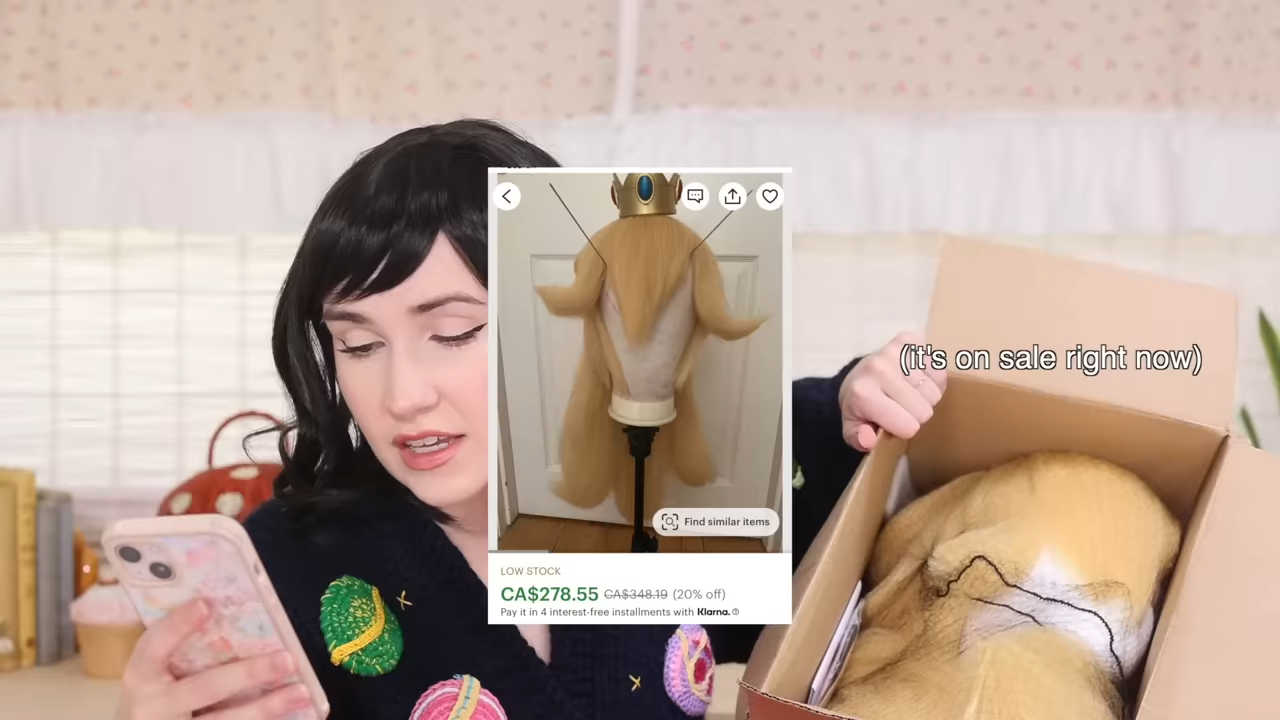 Find similar items
LOW STOCK
CA$278.55 CA$348.19 (20% off)
Pay it in 4 interest-free installments with Klarna.
(it's on sale right now)